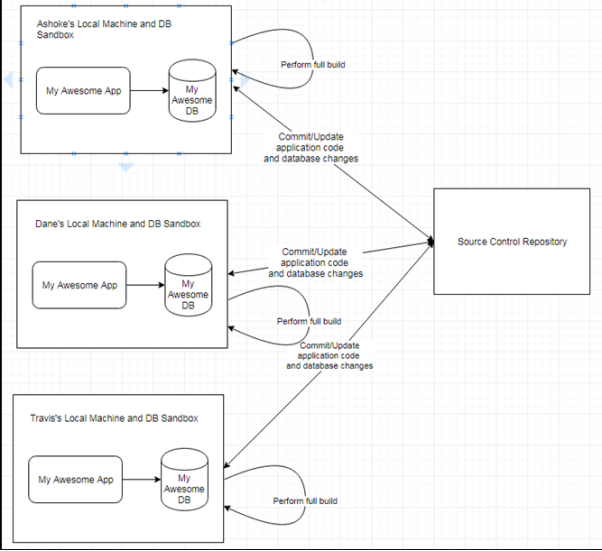 Ashoke's Local Machine and DB
Sandbox
My Awesome App
My
Awesome
DB
Perform full build
Commit/Update
application code
and database changes
Source Control Repository
Dane's Local Machine and DB Sandbox
My Awesome App
My
Awesome
DB
Commit/Update
application code
and database changes
Perform full build
Commit/Update
application code
and database changes
Travis's Local Machine and DB Sandbox
My Awesome App
My
Awesome
DB
Perform full build